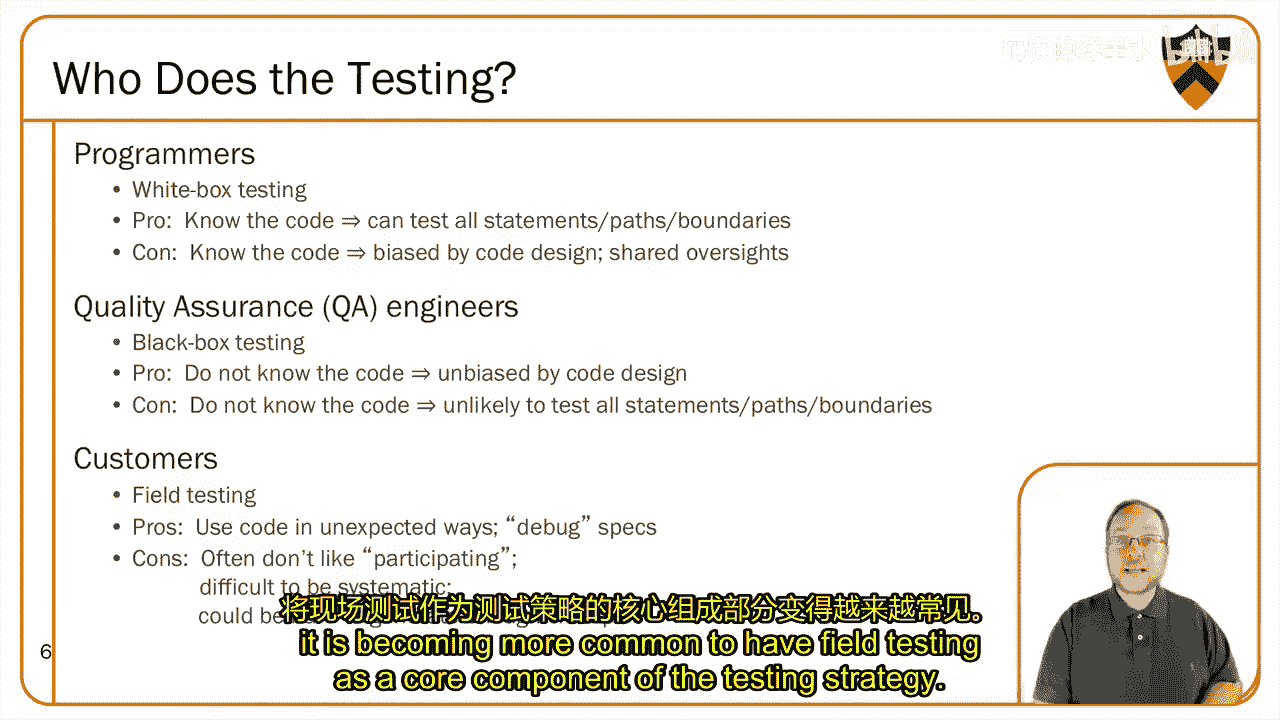 Who Does the Testing?
Programmers
• White-box testing
• Pro: Know the code ⇒ can test all statements/paths/boundaries
• Con: Know the code ⇒ biased by code design; shared oversights
Quality Assurance (QA) engineers
• Black-box testing
• Pro: Do not know the code ⇒ unbiased by code design
• Con: Do not know the code ⇒ unlikely to test all statements/paths/boundaries
Customers
• Field testing
• Pros: Use code in unexpected ways; “debug” specs
• Cons: Often don’t like “participating”;
difficult to be systematic;
could be
将现场测试作为测试策略的核心组成部分变得越来越常见。
it is becoming more common to have field testing
as a core component of the testing strategy.
6